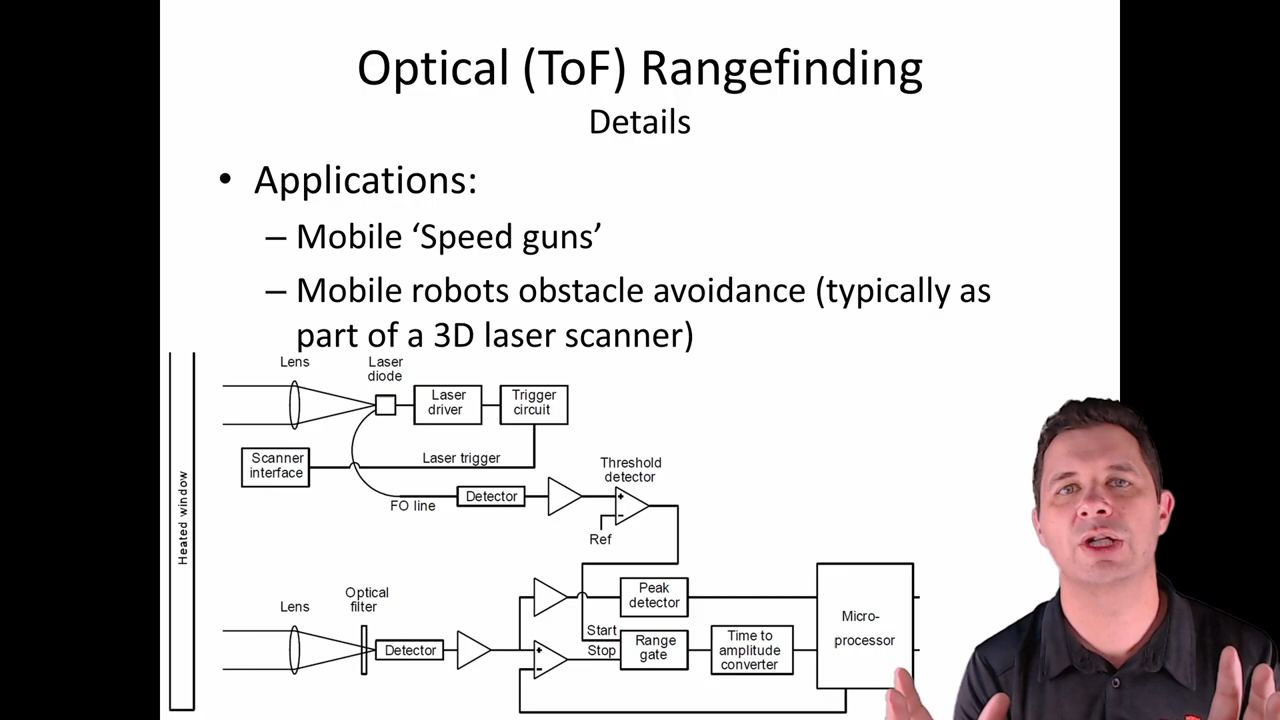 Optical (ToF) Rangefinding
Details
• Applications:
– Mobile ‘Speed guns’
– Mobile robots obstacle avoidance (typically as
part of a 3D laser scanner)
Lens
Laser
diode
Laser
driver
Trigger
circuit
Scanner
interface
Laser trigger
Threshold
detector
FO line
Detector
+
-
Ref
Heated window
Lens
Optical
filter
Detector
+
-
Peak
detector
Start
Stop
Range
gate
Time to
amplitude
converter
Micro-
processor